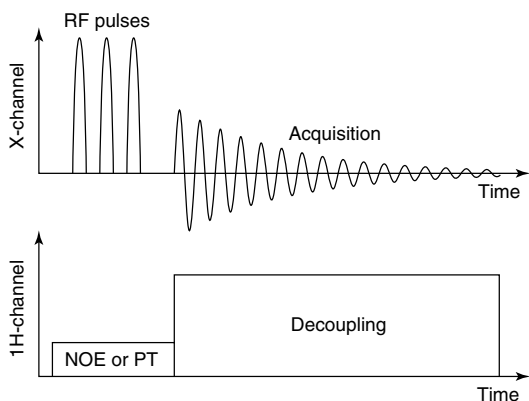 RF pulses
X-channel
Acquisition
Time
1H-channel
Decoupling
NOE or PT
Time